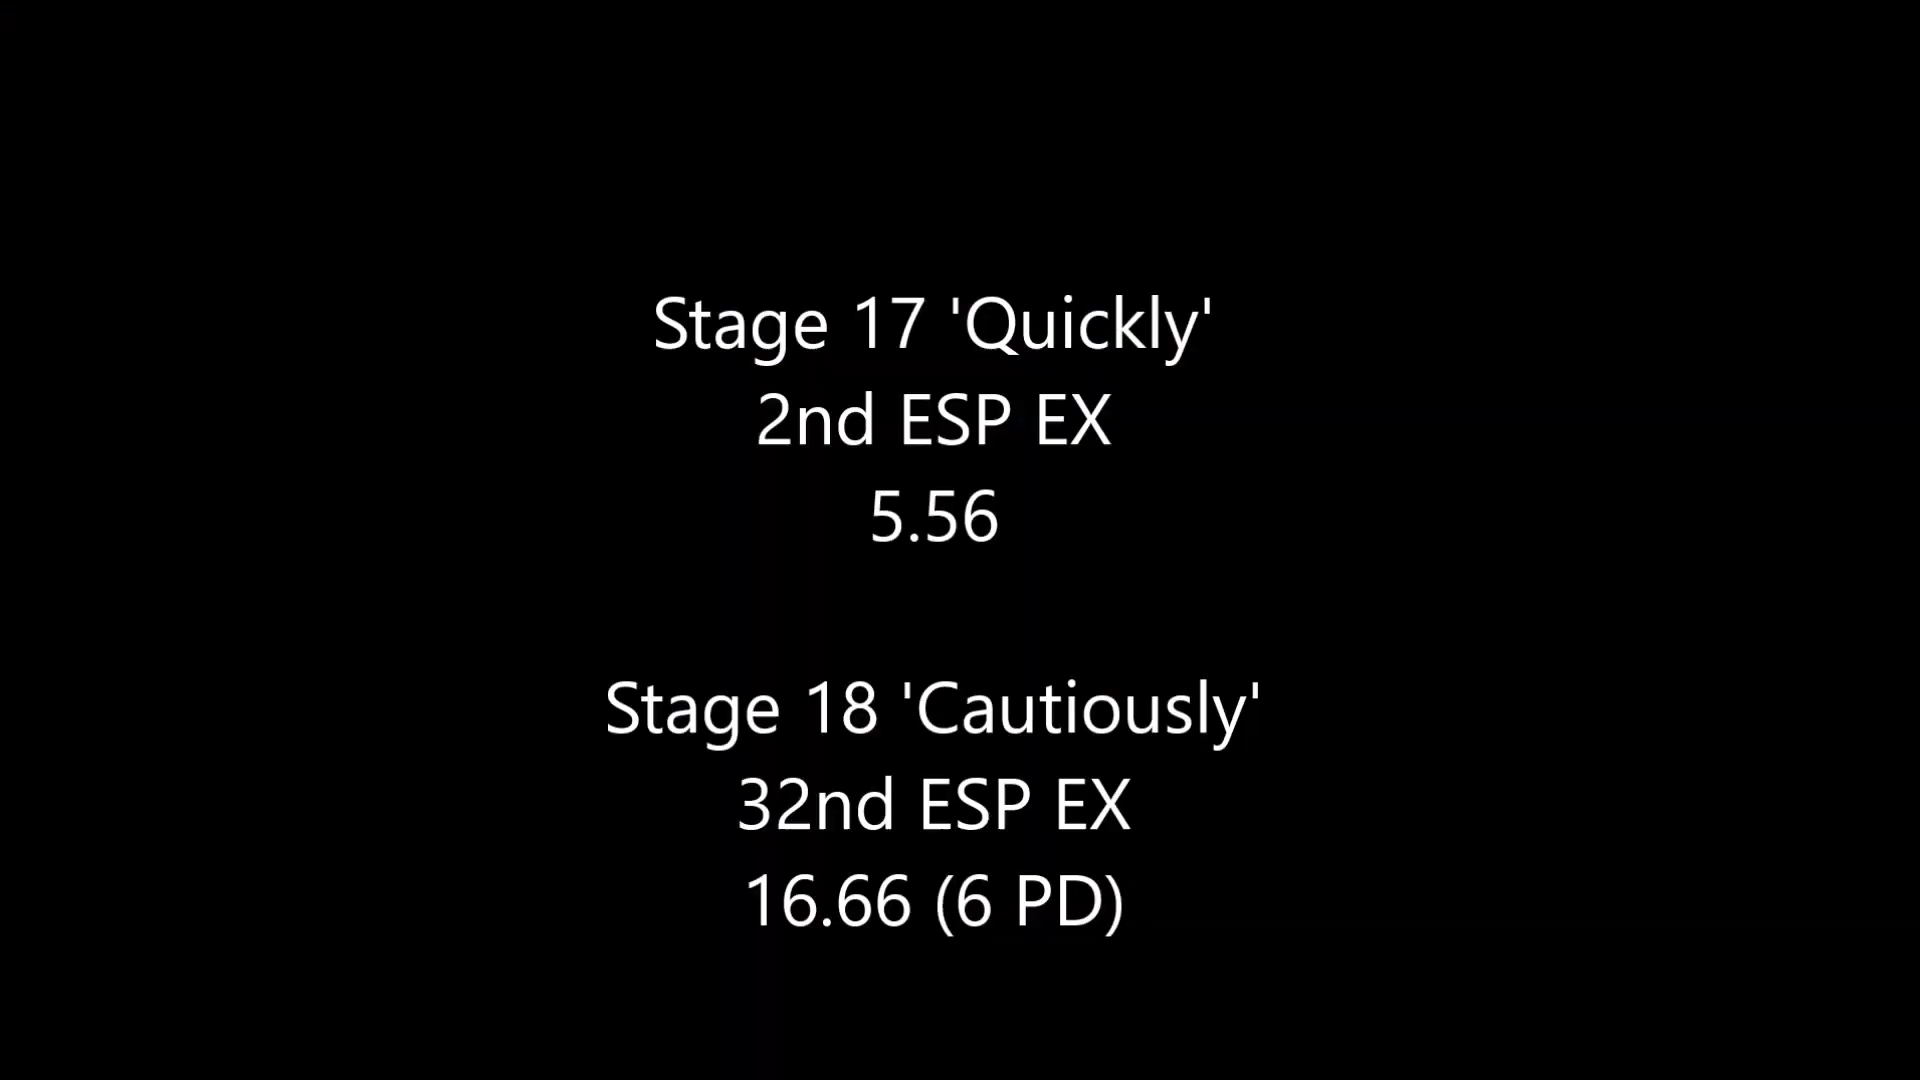 Stage 17 'Quickly'
2nd ESP EX
5.56
Stage 18 'Cautiously'
32nd ESP EX
16.66 (6 PD)